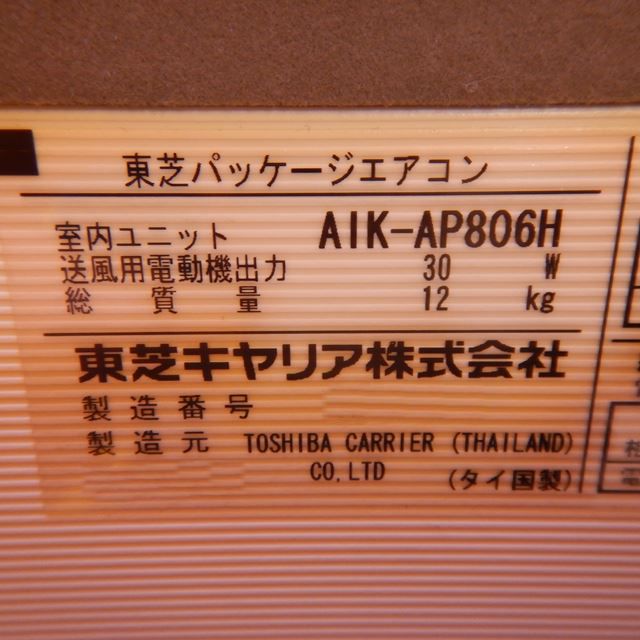 東芝パッケージエアコン
室内ユニット AIK-AP806H
送風用電動機出力 30 W
総質量 12 kg
東芝キヤリア株式会社
製造番号
製造元 TOSHIBA CARRIER (THAILAND)
CO,LTD (タイ国製)
電